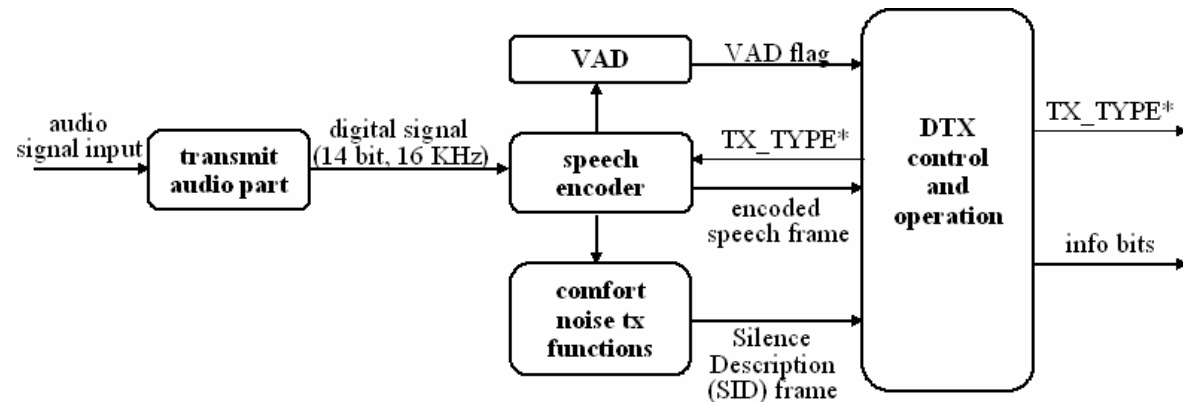 VAD
VAD flag
audio
signal input
transmit
audio part
digital signal
(14 bit, 16 KHz)
speech
encoder
TX_TYPE*
encoded
speech frame
comfort
noise tx
functions
Silence
Description
(SID) frame
DTX
control
and
operation
TX_TYPE*
info bits